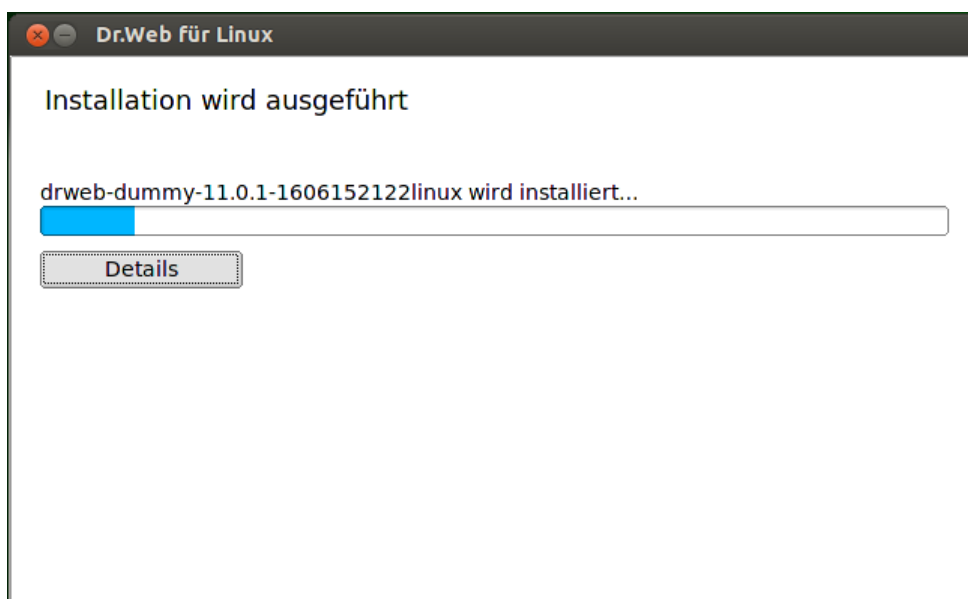 Dr.Web für Linux
Installation wird ausgeführt
drweb-dummy-11.0.1-1606152122linux wird installiert...
Details